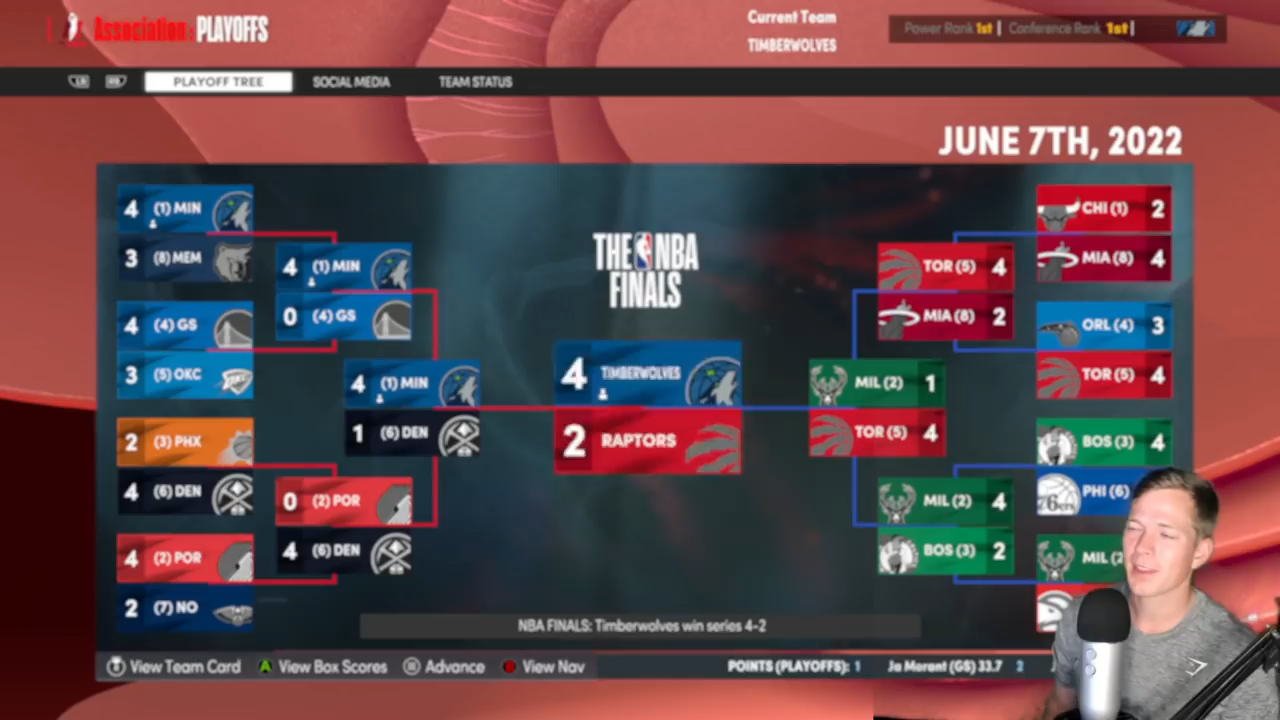 Association: PLAYOFFS
Current Team
TIMBERWOLVES
Power Rank 1st | Conference Rank 1st |
PLAYOFF TREE SOCIAL MEDIA TEAM STATUS
JUNE 7TH, 2022
4 (1) MIN
3 (8) MEM
4 (4) GS
3 (5) OKC
2 (3) PHX
4 (6) DEN
4 (2) POR
2 (7) NO
4 (1) MIN
0 (4) GS
0 (2) POR
4 (6) DEN
4 (1) MIN
1 (6) DEN
THE NBA
FINALS
4 TIMBERWOLVES
2 RAPTORS
MIL (2) 1
TOR (5) 4
TOR (5) 4
MIA (8) 2
MIL (2) 4
BOS (3) 2
CHI (1) 2
MIA (8) 4
ORL (4) 3
TOR (5) 4
BOS (3) 4
PHI (6)
MIL (2
NBA FINALS: Timberwolves win series 4-2
View Team Card A View Box Scores Advance View Nav
POINTS (PLAYOFFS): 1 Ja Morant (GS) 33.7 2